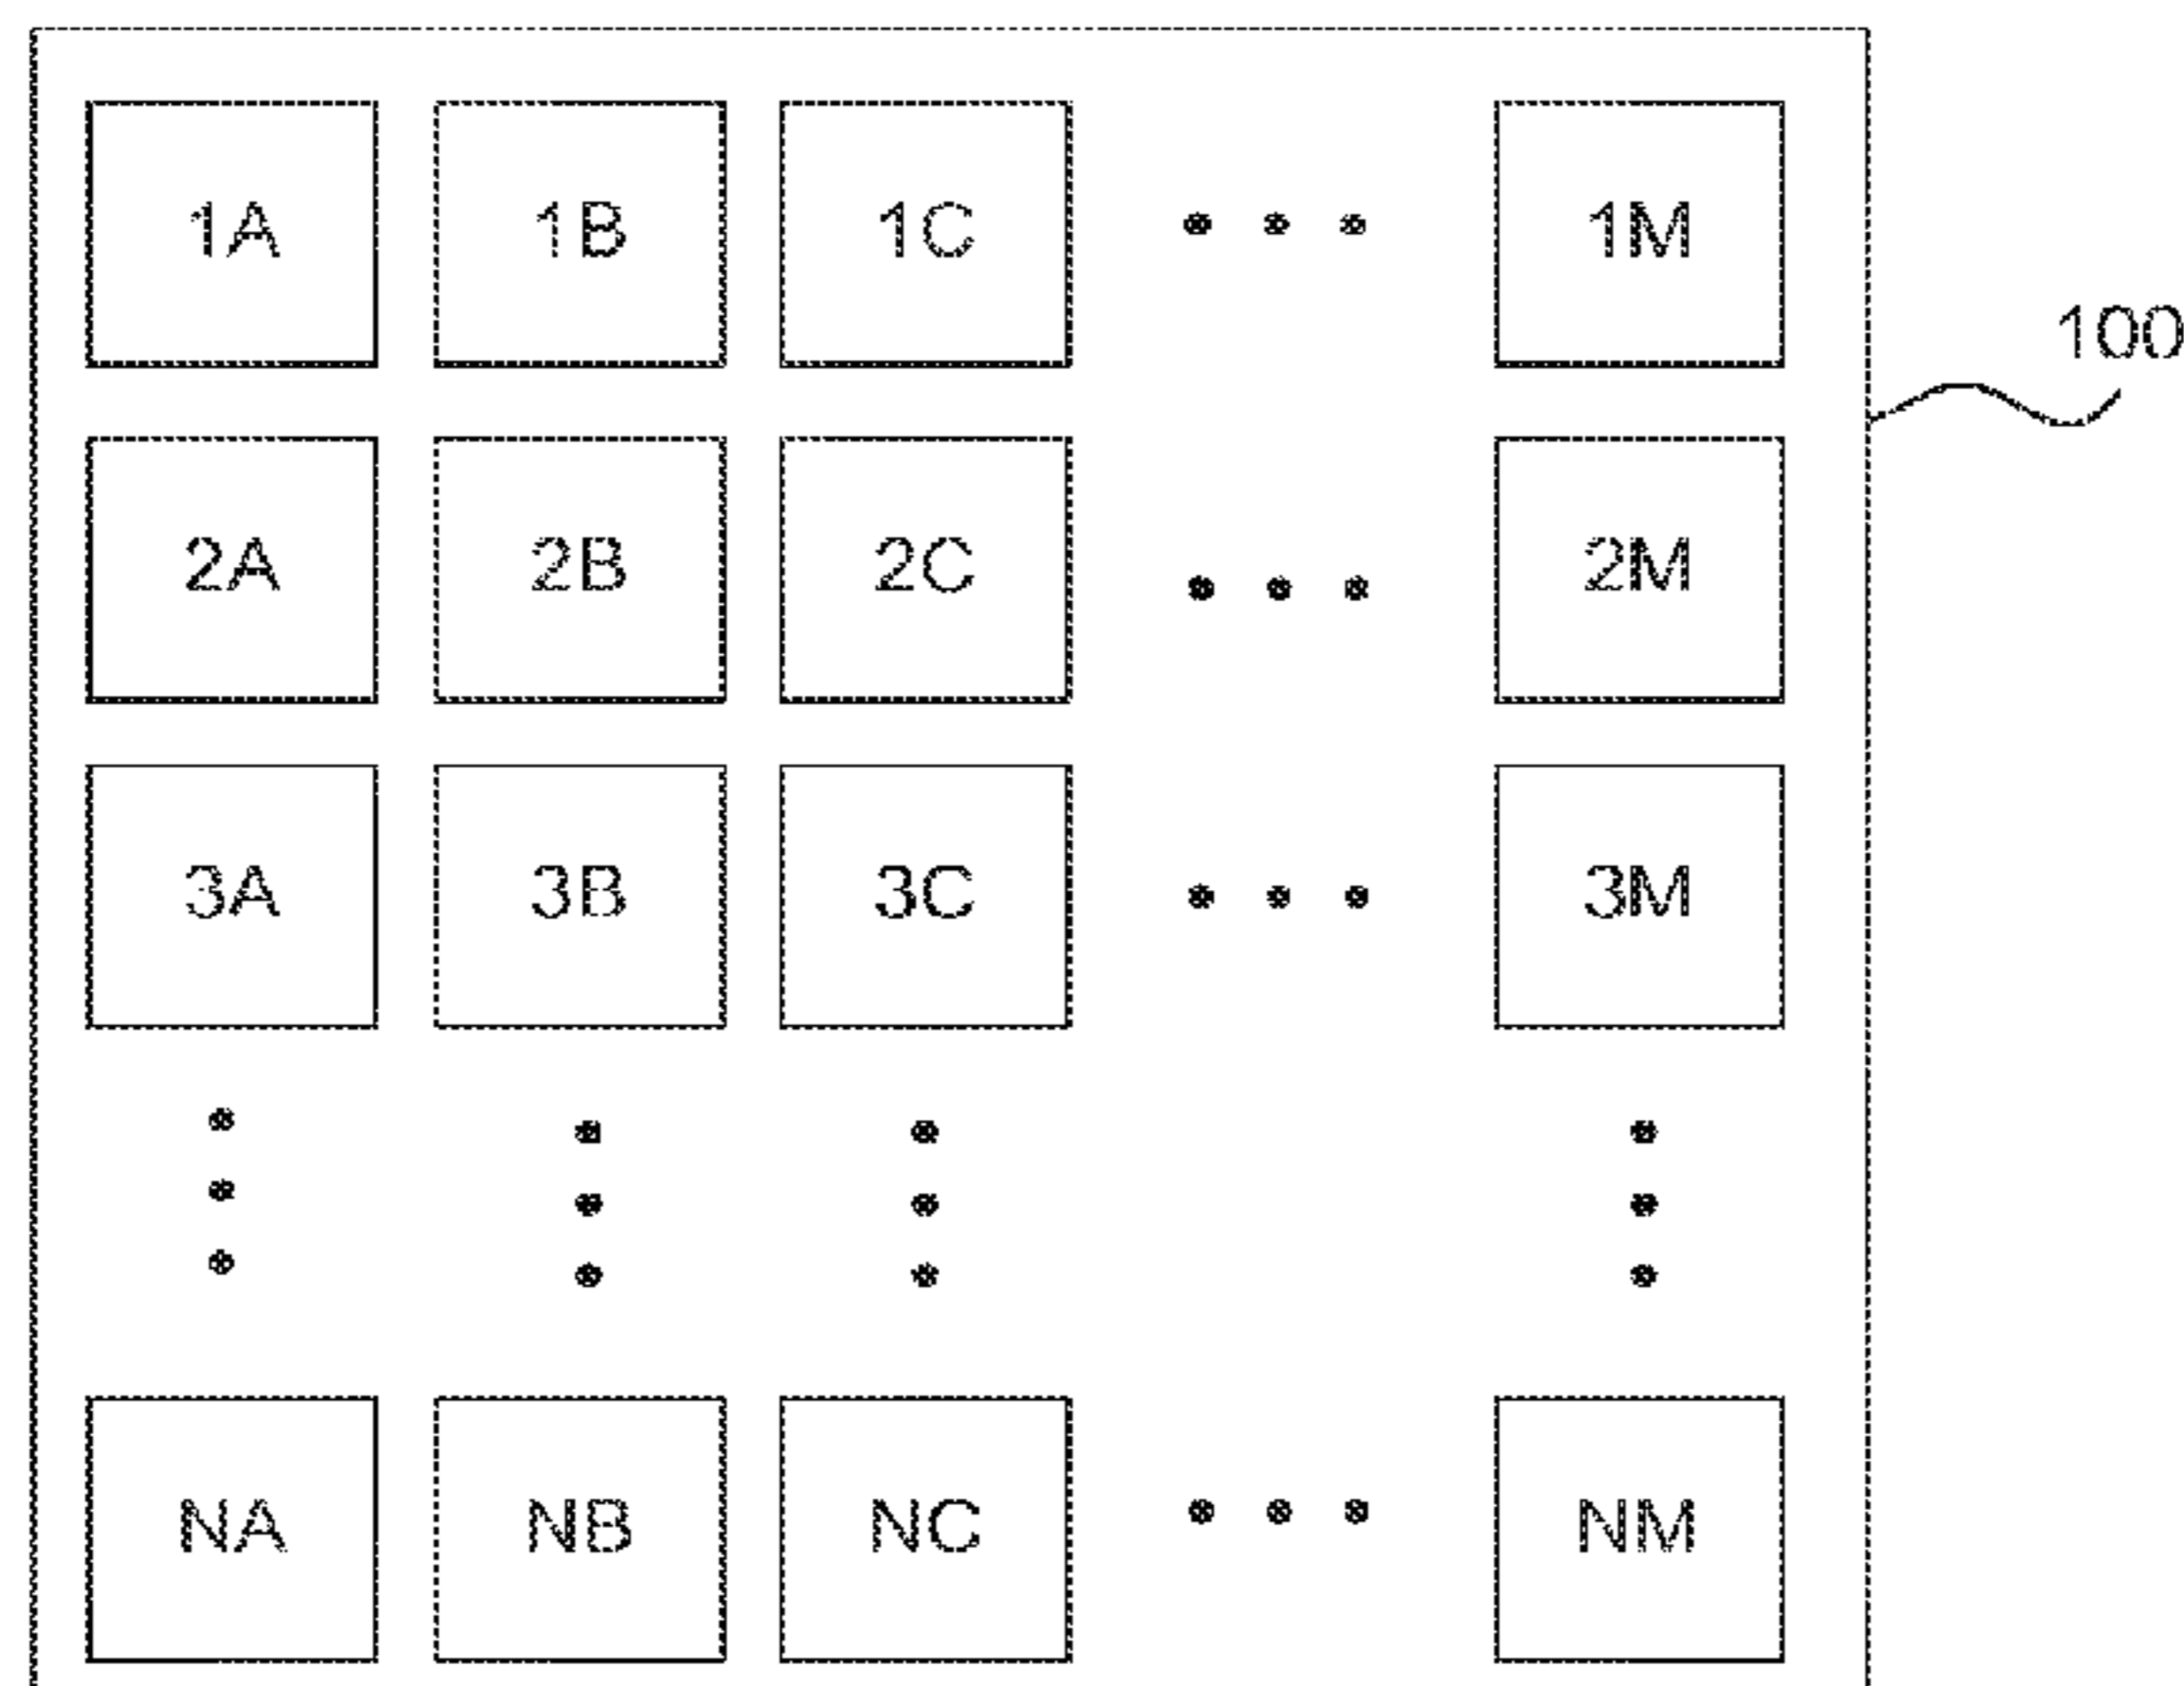 1A 1B 1C • • • 1M
100
2A 2B 2C • • • 2M
3A 3B 3C • • • 3M
NA NB NC • • • NM